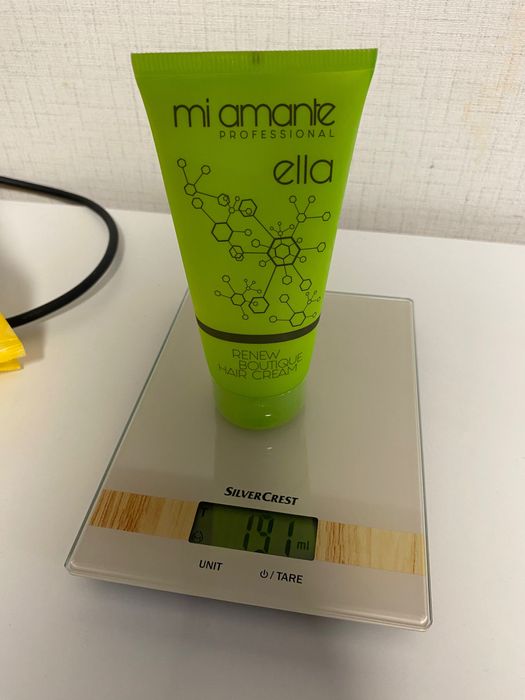 mi amante
PROFESSIONAL
ella
RENEW
BOUTIQUE
HAIR CREAM
SILVERCREST
T
191 ml
UNIT
⏻/TARE